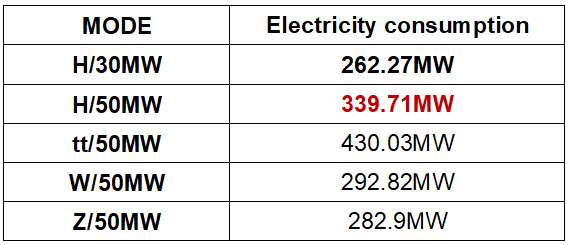 MODE Electricity consumption
H/30MW 262.27MW
H/50MW 339.71MW
tt/50MW 430.03MW
W/50MW 292.82MW
Z/50MW 282.9MW